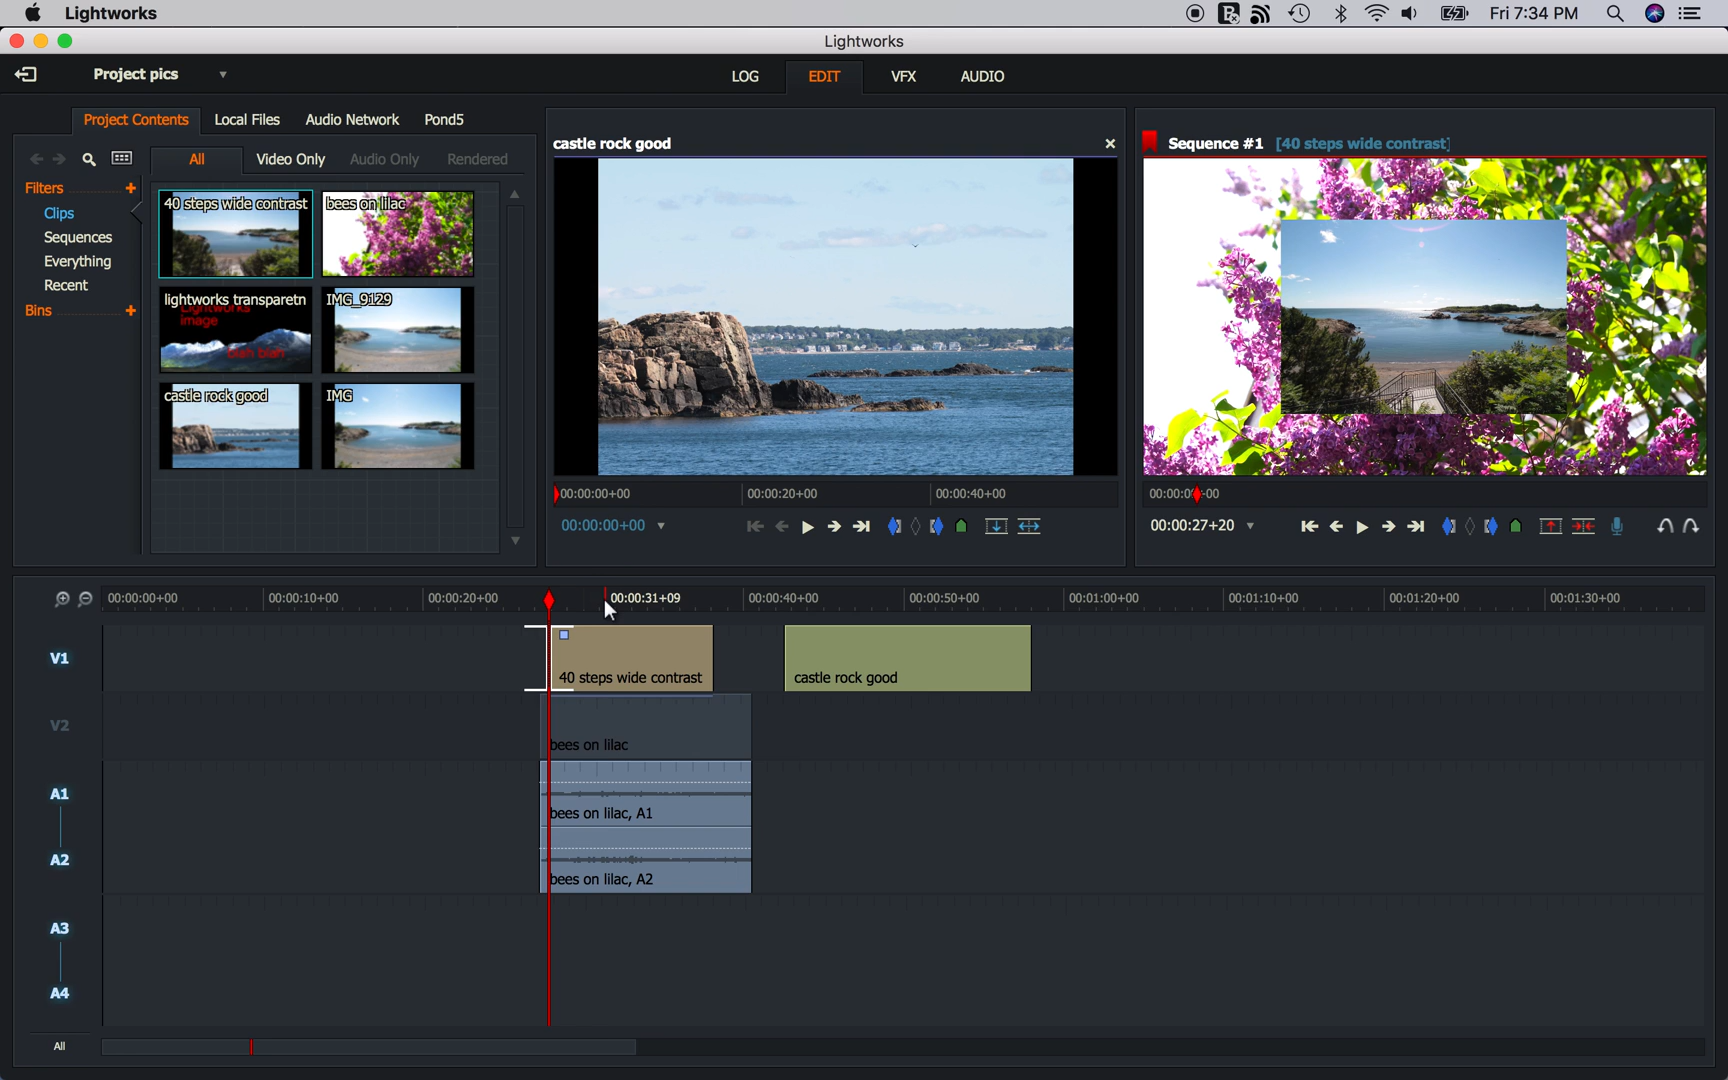 Lightworks
Fri 7:34 PM
Lightworks
Project pics
LOG
EDIT
VFX
AUDIO
Project Contents
Local Files
Audio Network
Pond5
All
Video Only
Audio Only
Rendered
Filters
Clips
Sequences
Everything
Recent
Bins
40 steps wide contrast
bees on lilac
lightworks transparetn
Lightworks
image
blah blah
IMG_9129
castle rock good
IMG
castle rock good
00:00:00+00
00:00:20+00
00:00:40+00
00:00:00+00
Sequence #1 [40 steps wide contrast]
00:00:27+20
00:00:00+00
00:00:10+00
00:00:20+00
00:00:31+09
00:00:40+00
00:00:50+00
00:01:00+00
00:01:10+00
00:01:20+00
00:01:30+00
V1
40 steps wide contrast
castle rock good
V2
bees on lilac
A1
bees on lilac, A1
A2
bees on lilac, A2
A3
A4
All